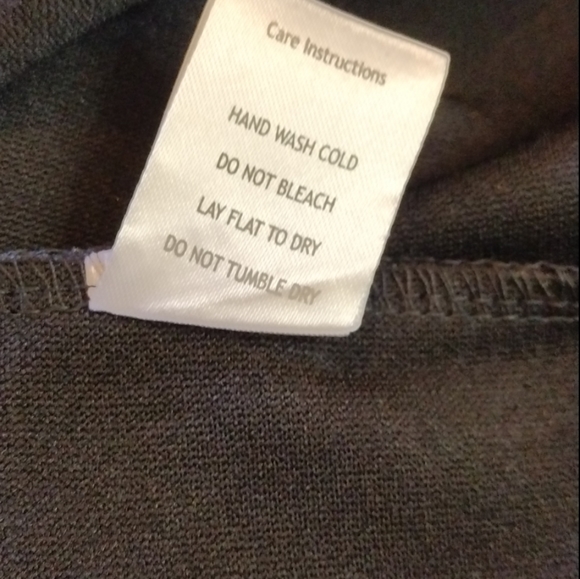 Care Instructions
HAND WASH COLD
DO NOT BLEACH
LAY FLAT TO DRY
DO NOT TUMBLE DRY